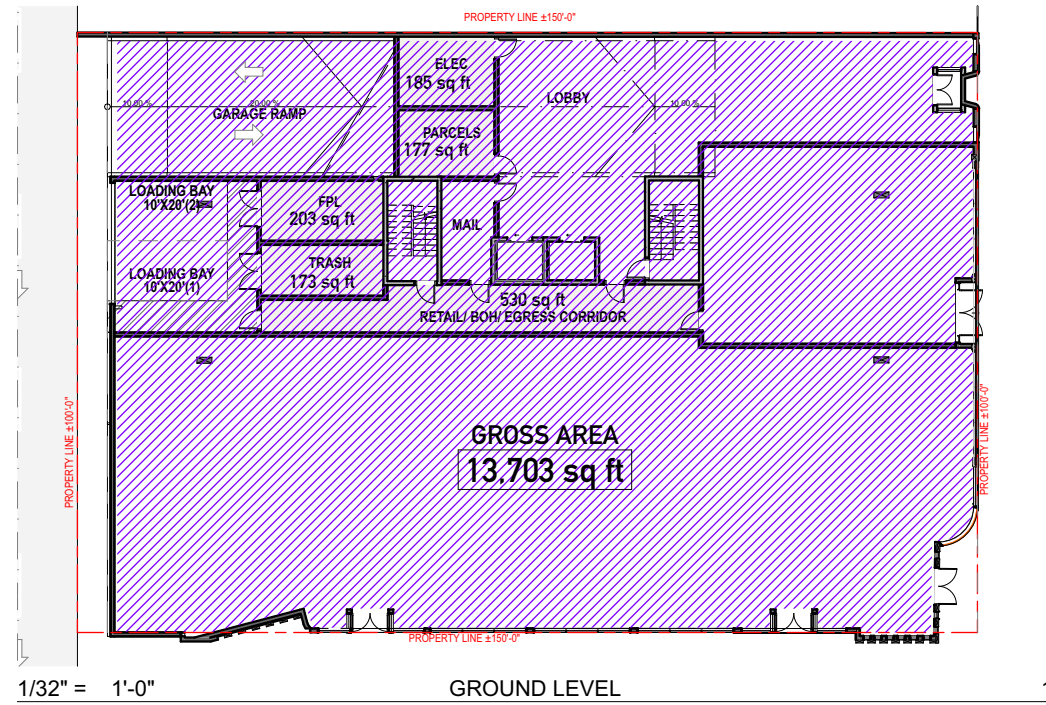 PROPERTY LINE ±150'-0"
ELEC
185 sq ft
LOBBY
10.00 %
20.00 %
10.00 %
GARAGE RAMP
PARCELS
177 sq ft
LOADING BAY
10'X20'(2)
FPL
203 sq ft
MAIL
TRASH
173 sq ft
LOADING BAY
10'X20'(1)
530 sq ft
RETAIL/ BOH/ EGRESS CORRIDOR
PROPERTY LINE ±100'-0"
PROPERTY LINE ±100'-0"
GROSS AREA
13,703 sq ft
PROPERTY LINE ±150'-0"
1/32" = 1'-0"
GROUND LEVEL